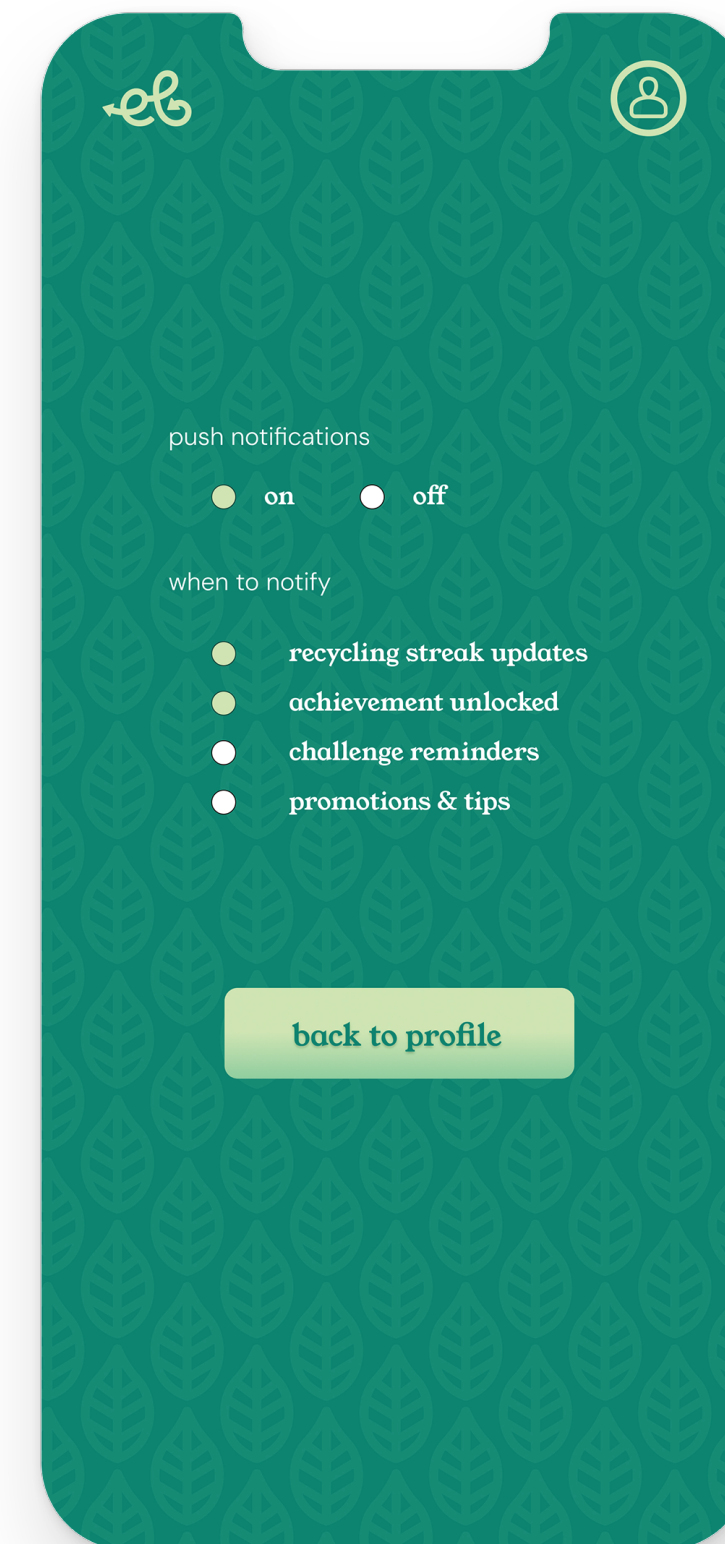 eb
push notifications
on off
when to notify
recycling streak updates
achievement unlocked
challenge reminders
promotions & tips
back to profile